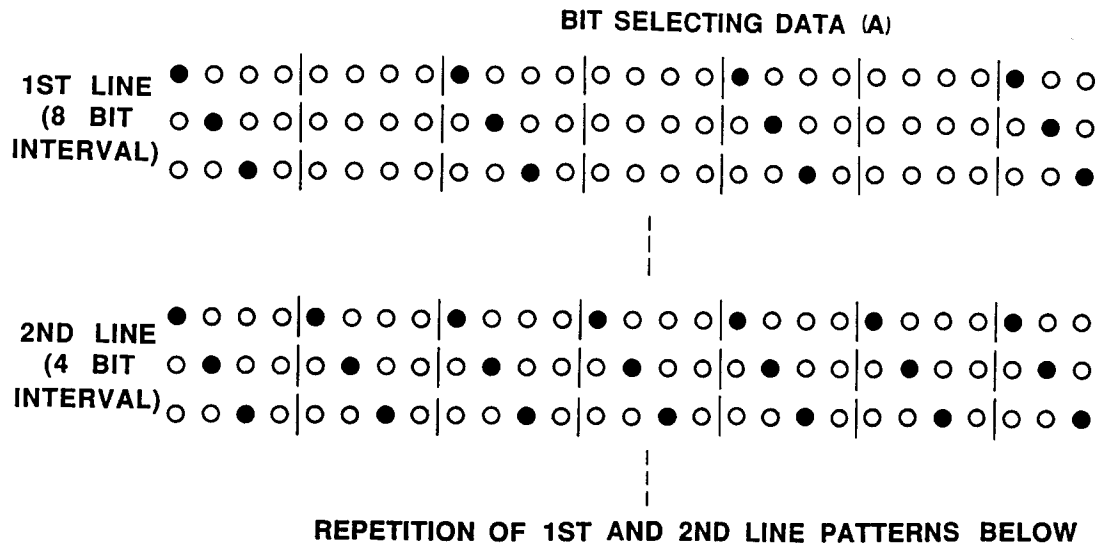 BIT SELECTING DATA (A)
1ST LINE
(8 BIT
INTERVAL)
2ND LINE
(4 BIT
INTERVAL)
REPETITION OF 1ST AND 2ND LINE PATTERNS BELOW